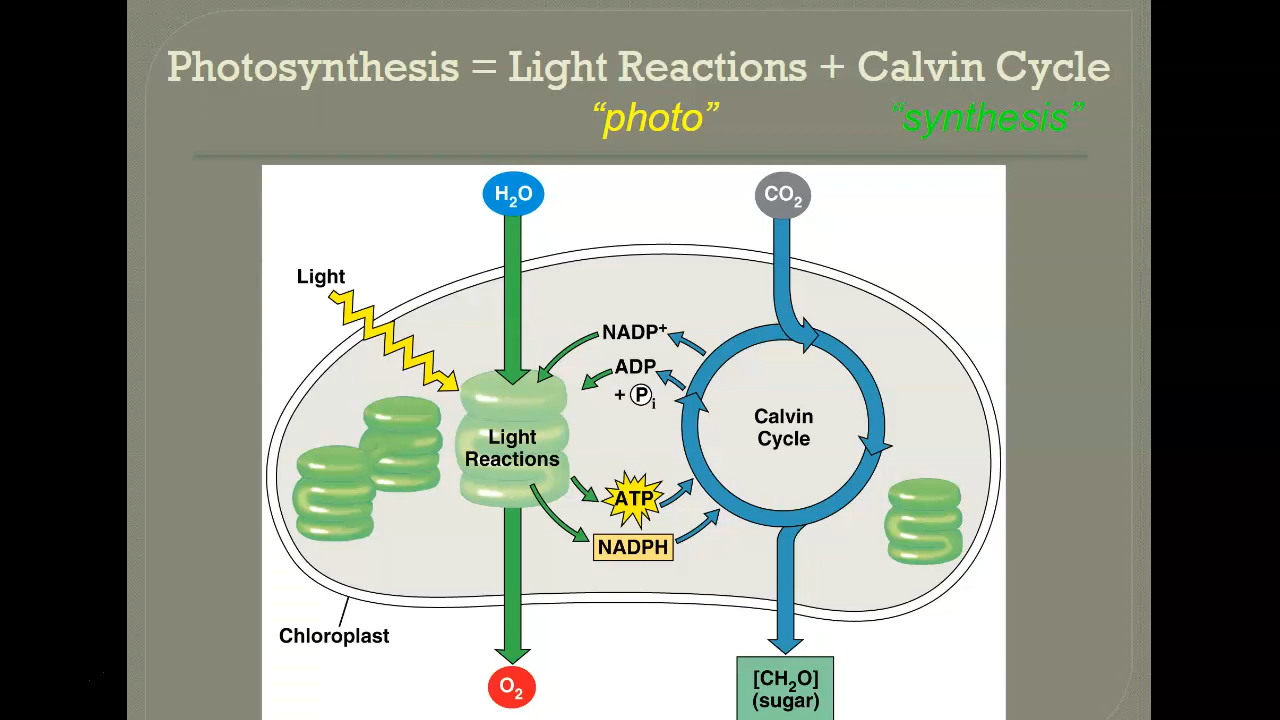 Photosynthesis = Light Reactions + Calvin Cycle
“photo” “synthesis”
H₂O
CO₂
Light
NADP⁺
ADP
+ Pᵢ
Calvin
Cycle
Light
Reactions
ATP
NADPH
Chloroplast
O₂
[CH₂O]
(sugar)